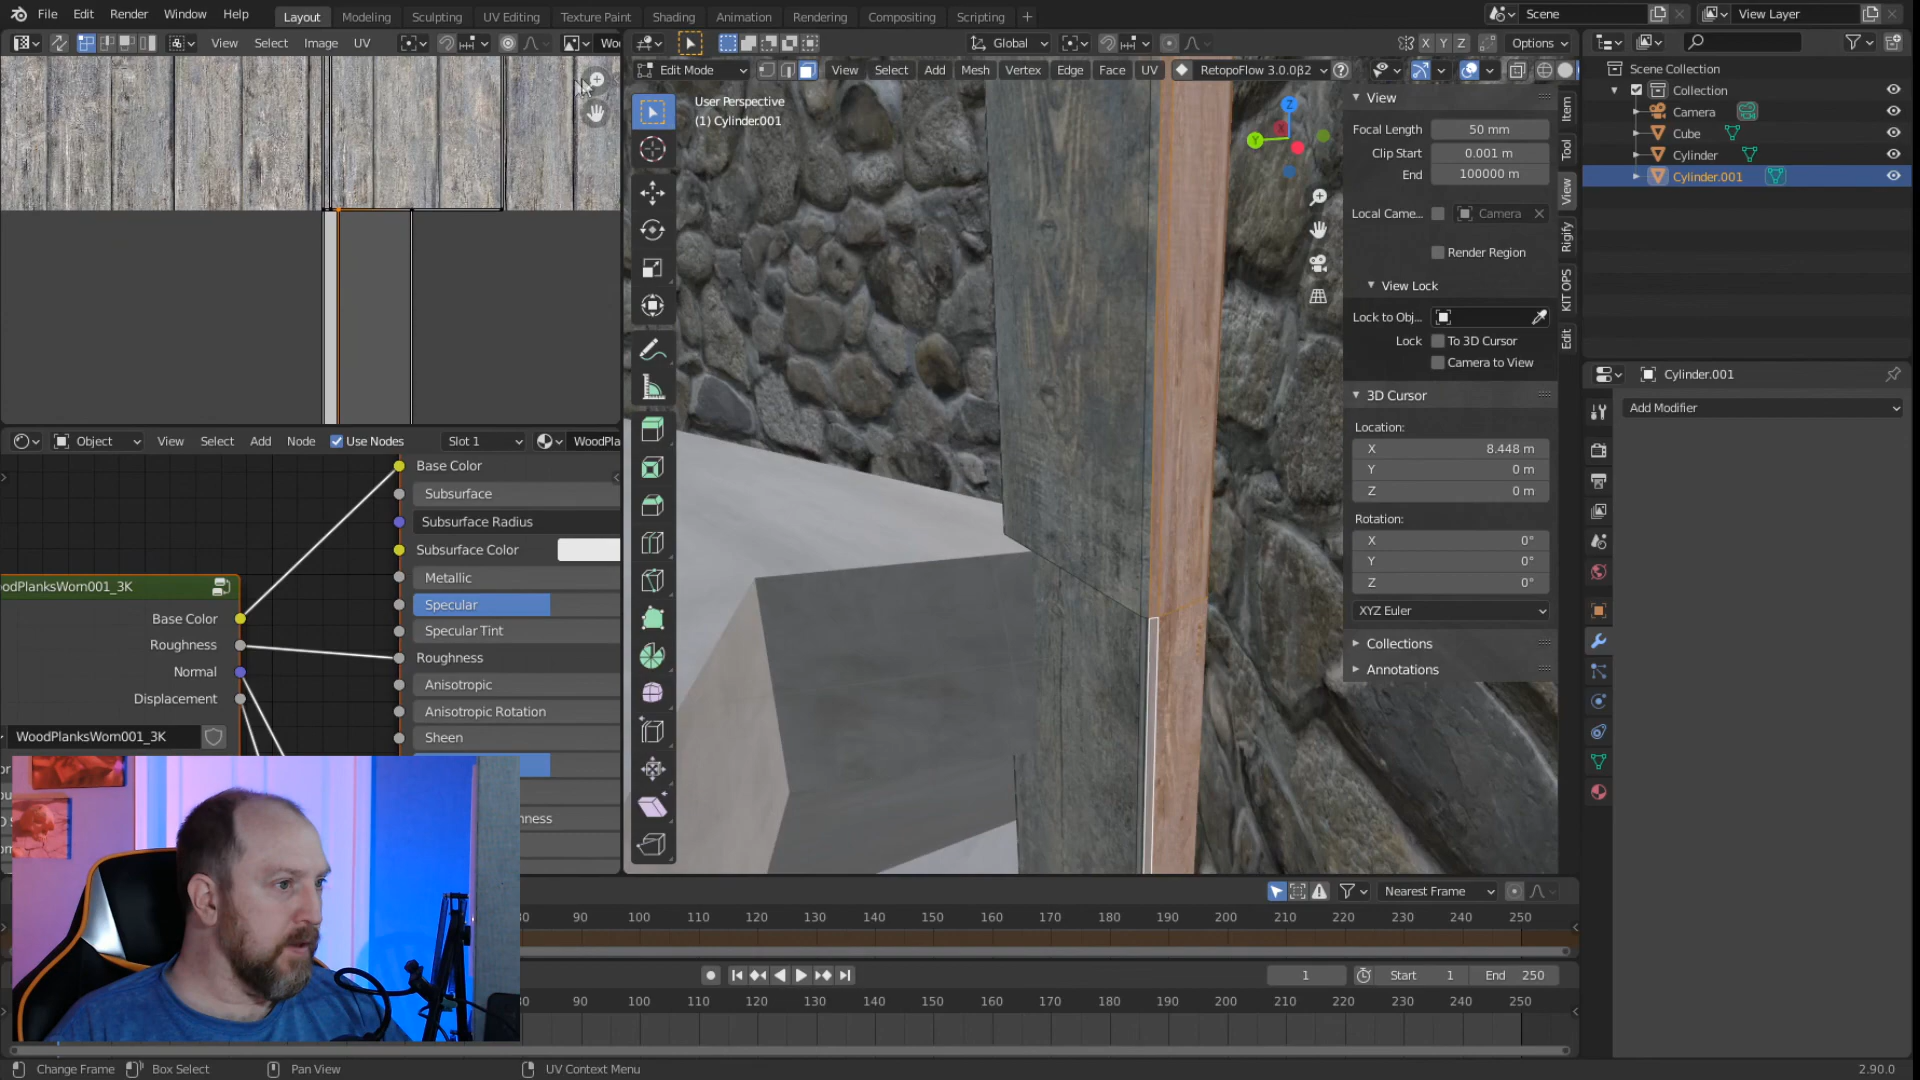 File Edit Render Window Help Layout Modeling Sculpting UV Editing Texture Paint Shading Animation Rendering Compositing Scripting + Scene View Layer
View Select Image UV
Global X Y Z Options
Edit Mode View Select Add Mesh Vertex Edge Face UV RetopoFlow 3.0.0β2
User Perspective
(1) Cylinder.001
Z
Y
X
View
Focal Length 50 mm
Clip Start 0.001 m
End 100000 m
Local Came... Camera
Render Region
View Lock
Lock to Obj...
Lock To 3D Cursor
Camera to View
3D Cursor
Location:
X 8.448 m
Y 0 m
Z 0 m
Rotation:
X 0°
Y 0°
Z 0°
XYZ Euler
Collections
Annotations
Item
Tool
View
Rigify
KIT OPS
Edit
Scene Collection
Collection
Camera
Cube
Cylinder
Cylinder.001
Cylinder.001
Add Modifier
Object View Select Add Node Use Nodes Slot 1 WoodPla
Base Color
Subsurface
Subsurface Radius
Subsurface Color
Metallic
Specular
Specular Tint
Roughness
Anisotropic
Anisotropic Rotation
Sheen
ness
oodPlanksWorn001_3K
Base Color
Roughness
Normal
Displacement
WoodPlanksWorn001_3K
Nearest Frame
80 90 100 110 120 130 140 150 160 170 180 190 200 210 220 230 240 250
1 Start 1 End 250
80 90 100 110 120 130 140 150 160 170 180 190 200 210 220 230 240 250
Change Frame Box Select Pan View UV Context Menu 2.90.0